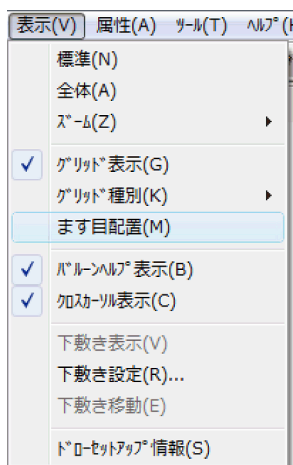 表示(V) 属性(A) ﾂｰﾙ(T) ﾍﾙﾌﾟ(
標準(N)
全体(A)
ｽﾞｰﾑ(Z)
ｸﾞﾘｯﾄﾞ表示(G)
ｸﾞﾘｯﾄﾞ種別(K)
ます目配置(M)
ﾊﾞﾙｰﾝﾍﾙﾌﾟ表示(B)
ｸﾛｽｶｰｿﾙ表示(C)
下敷き表示(V)
下敷き設定(R)...
下敷き移動(E)
ﾄﾞﾛｰｾｯﾄｱｯﾌﾟ情報(S)